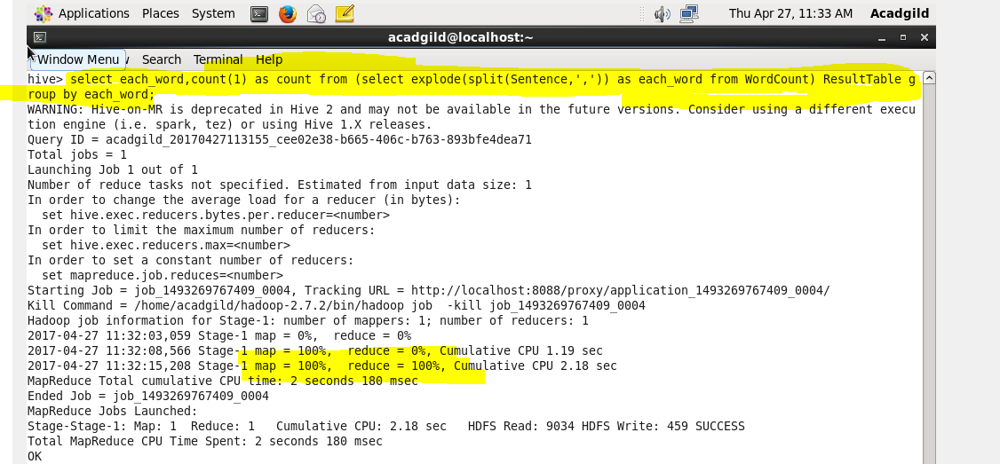 Applications Places System Thu Apr 27, 11:33 AM Acadgild
acadgild@localhost:~
Window Menu Search Terminal Help
hive> select each_word,count(1) as count from (select explode(split(Sentence,',')) as each_word from WordCount) ResultTable g
roup by each_word;
WARNING: Hive-on-MR is deprecated in Hive 2 and may not be available in the future versions. Consider using a different execu
tion engine (i.e. spark, tez) or using Hive 1.X releases.
Query ID = acadgild_20170427113155_cee02e38-b665-406c-b763-893bfe4dea71
Total jobs = 1
Launching Job 1 out of 1
Number of reduce tasks not specified. Estimated from input data size: 1
In order to change the average load for a reducer (in bytes):
  set hive.exec.reducers.bytes.per.reducer=<number>
In order to limit the maximum number of reducers:
  set hive.exec.reducers.max=<number>
In order to set a constant number of reducers:
  set mapreduce.job.reduces=<number>
Starting Job = job_1493269767409_0004, Tracking URL = http://localhost:8088/proxy/application_1493269767409_0004/
Kill Command = /home/acadgild/hadoop-2.7.2/bin/hadoop job  -kill job_1493269767409_0004
Hadoop job information for Stage-1: number of mappers: 1; number of reducers: 1
2017-04-27 11:32:03,059 Stage-1 map = 0%,  reduce = 0%
2017-04-27 11:32:08,566 Stage-1 map = 100%,  reduce = 0%, Cumulative CPU 1.19 sec
2017-04-27 11:32:15,208 Stage-1 map = 100%,  reduce = 100%, Cumulative CPU 2.18 sec
MapReduce Total cumulative CPU time: 2 seconds 180 msec
Ended Job = job_1493269767409_0004
MapReduce Jobs Launched:
Stage-Stage-1: Map: 1  Reduce: 1   Cumulative CPU: 2.18 sec   HDFS Read: 9034 HDFS Write: 459 SUCCESS
Total MapReduce CPU Time Spent: 2 seconds 180 msec
OK